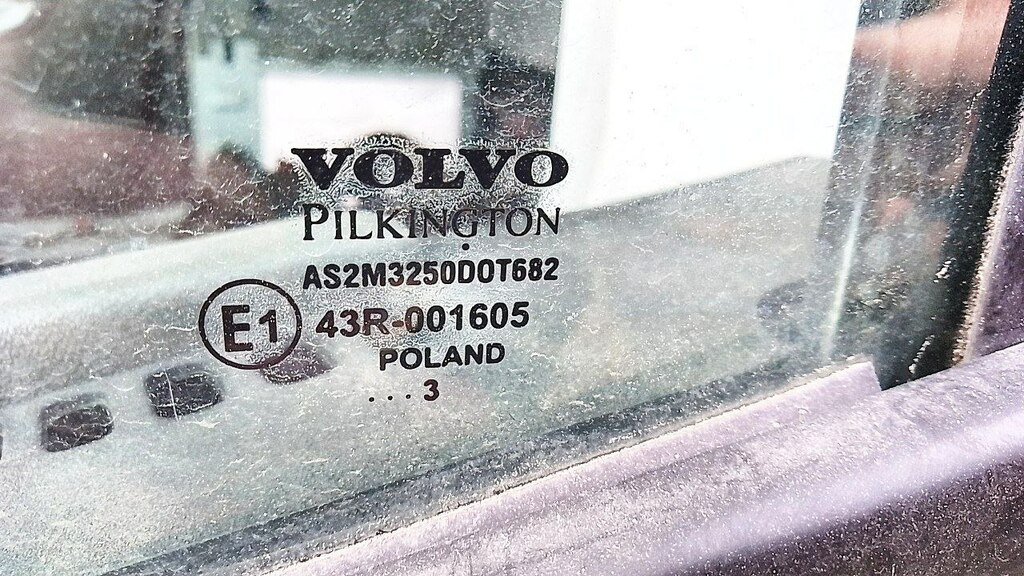 VOLVO
PILKINGTON
AS2M3250DOT682
E1 43R-001605
POLAND
...3